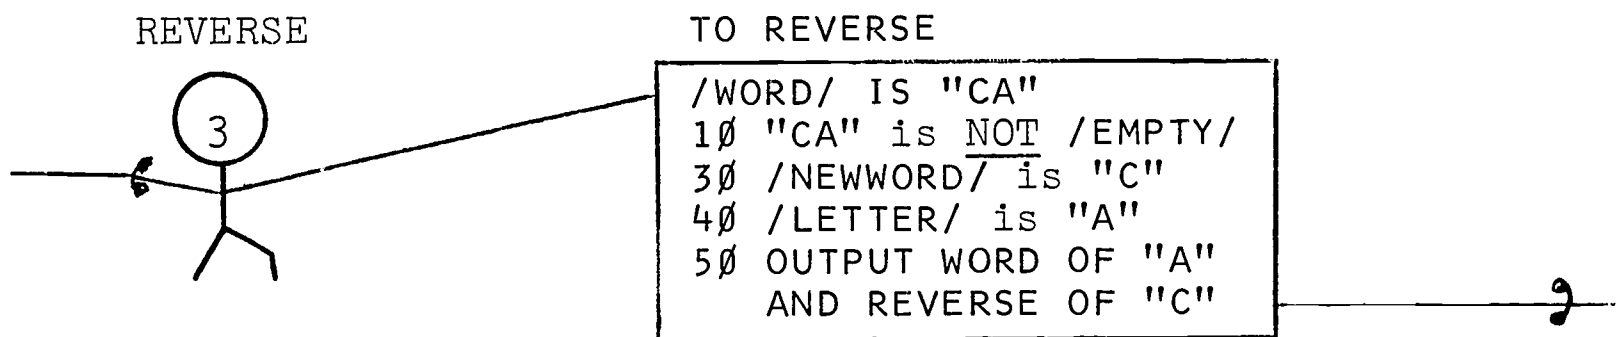 REVERSE
TO REVERSE
3
/WORD/ IS "CA"
1Ø "CA" is NOT /EMPTY/
3Ø /NEWWORD/ is "C"
4Ø /LETTER/ is "A"
5Ø OUTPUT WORD OF "A"
AND REVERSE OF "C"